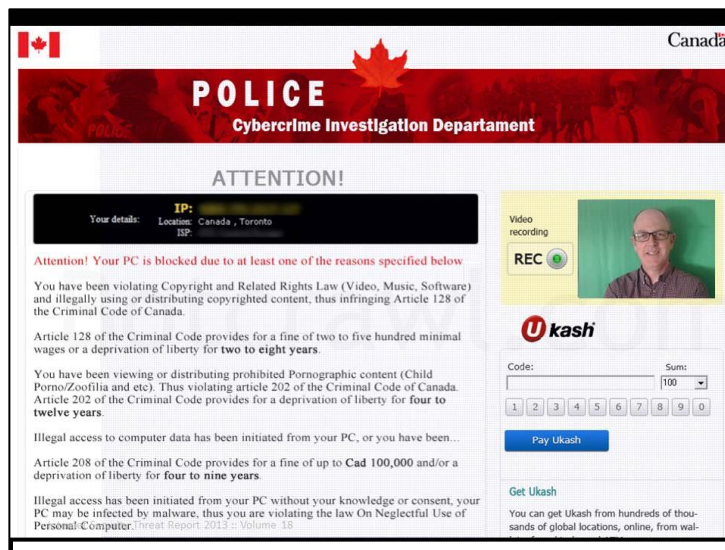 Canada
POLICE
Cybercrime Investigation Departament
ATTENTION!
IP:
Your details: Location: Canada , Toronto
ISP:
Attention! Your PC is blocked due to at least one of the reasons specified below
You have been violating Copyright and Related Rights Law (Video, Music, Software)
and illegally using or distributing copyrighted content, thus infringing Article 128 of
the Criminal Code of Canada.
Article 128 of the Criminal Code provides for a fine of two to five hundred minimal
wages or a deprivation of liberty for two to eight years.
You have been viewing or distributing prohibited Pornographic content (Child
Porno/Zoofilia and etc). Thus violating article 202 of the Criminal Code of Canada.
Article 202 of the Criminal Code provides for a deprivation of liberty for four to
twelve years.
Illegal access to computer data has been initiated from your PC, or you have been...
Article 208 of the Criminal Code provides for a fine of up to Cad 100,000 and/or a
deprivation of liberty for four to nine years.
Illegal access has been initiated from your PC without your knowledge or consent, your
PC may be infected by malware, thus you are violating the law On Neglectful Use of
Personal Computer.
Threat Report 2013 :: Volume 18
Video
recording
REC
Ukash
Code: Sum:
100
1 2 3 4 5 6 7 8 9 0
Pay Ukash
Get Ukash
You can get Ukash from hundreds of thou-
sands of global locations, online, from wal-